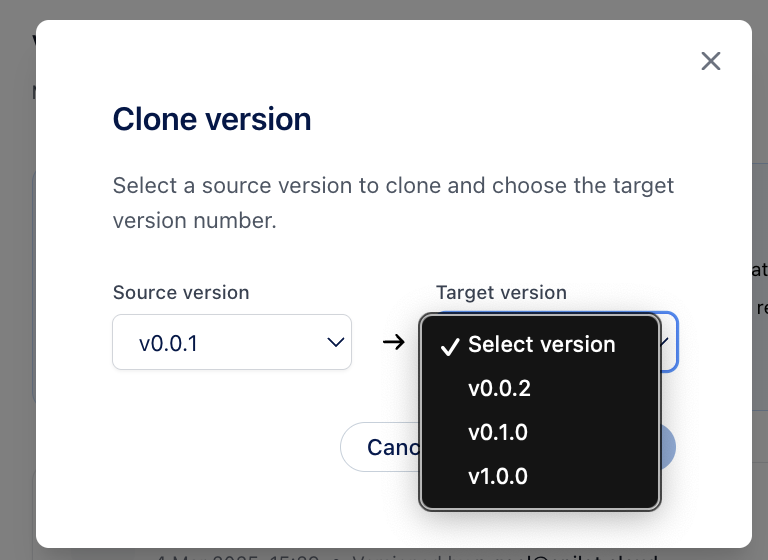 Clone version
Select a source version to clone and choose the target
version number.
Source version
Target version
v0.0.1
Select version
v0.0.2
v0.1.0
v1.0.0